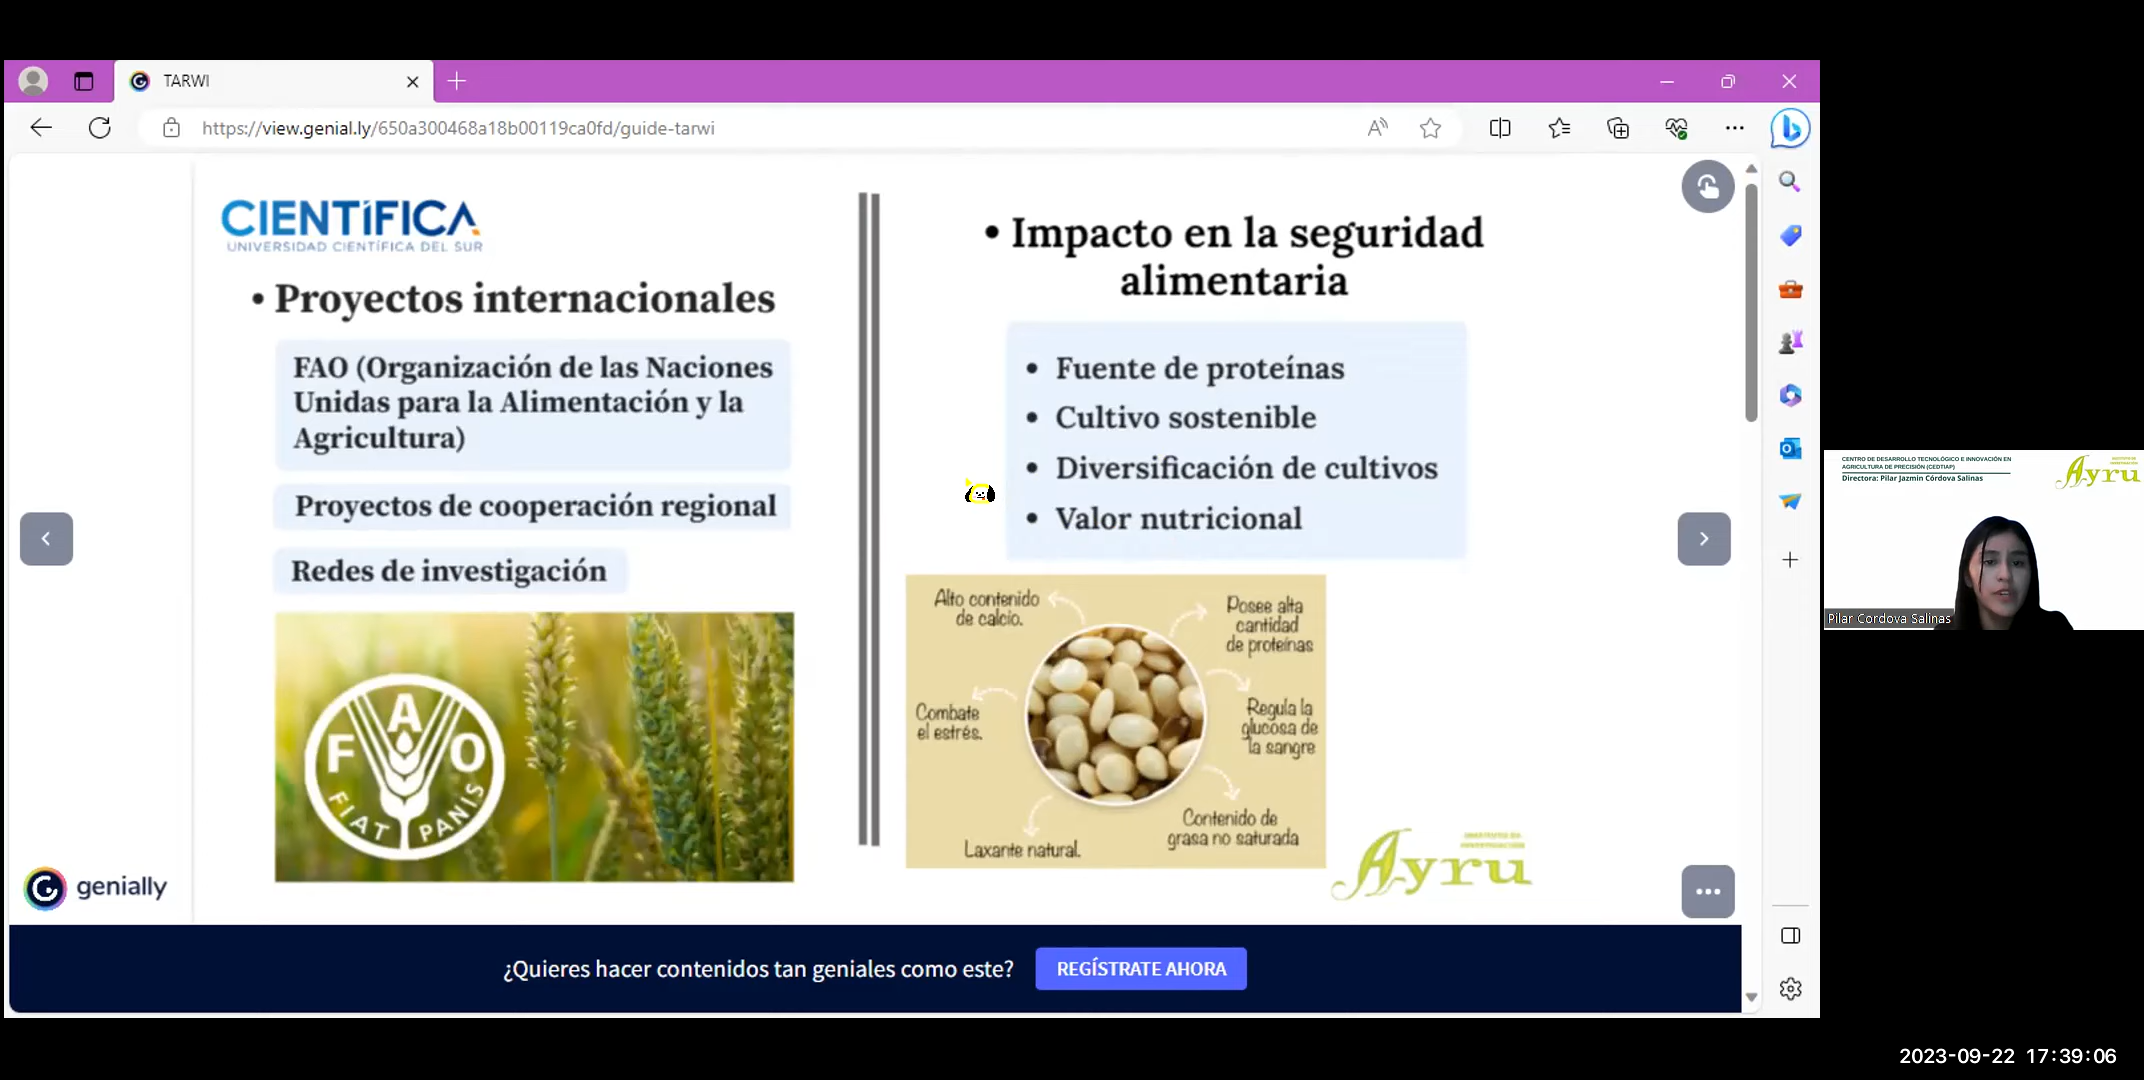 TARWI
https://view.genial.ly/650a300468a18b00119ca0fd/guide-tarwi
CIENTÍFICA
UNIVERSIDAD CIENTÍFICA DEL SUR
• Proyectos internacionales
FAO (Organización de las Naciones
Unidas para la Alimentación y la
Agricultura)
Proyectos de cooperación regional
Redes de investigación
FAO
FIAT PANIS
• Impacto en la seguridad
alimentaria
• Fuente de proteínas
• Cultivo sostenible
• Diversificación de cultivos
• Valor nutricional
Alto contenido
de calcio.
Posee alta
cantidad
de proteínas
Combate
el estrés.
Regula la
glucosa de
la sangre
Laxante natural.
Contenido de
grasa no saturada
Ayru
genially
¿Quieres hacer contenidos tan geniales como este?
REGÍSTRATE AHORA
CENTRO DE DESARROLLO TECNOLÓGICO E INNOVACIÓN EN
AGRICULTURA DE PRECISIÓN (CEDTIAP)
Directora: Pilar Jazmin Córdova Salinas
Ayru
Pilar Cordova Salinas
2023-09-22 17:39:06